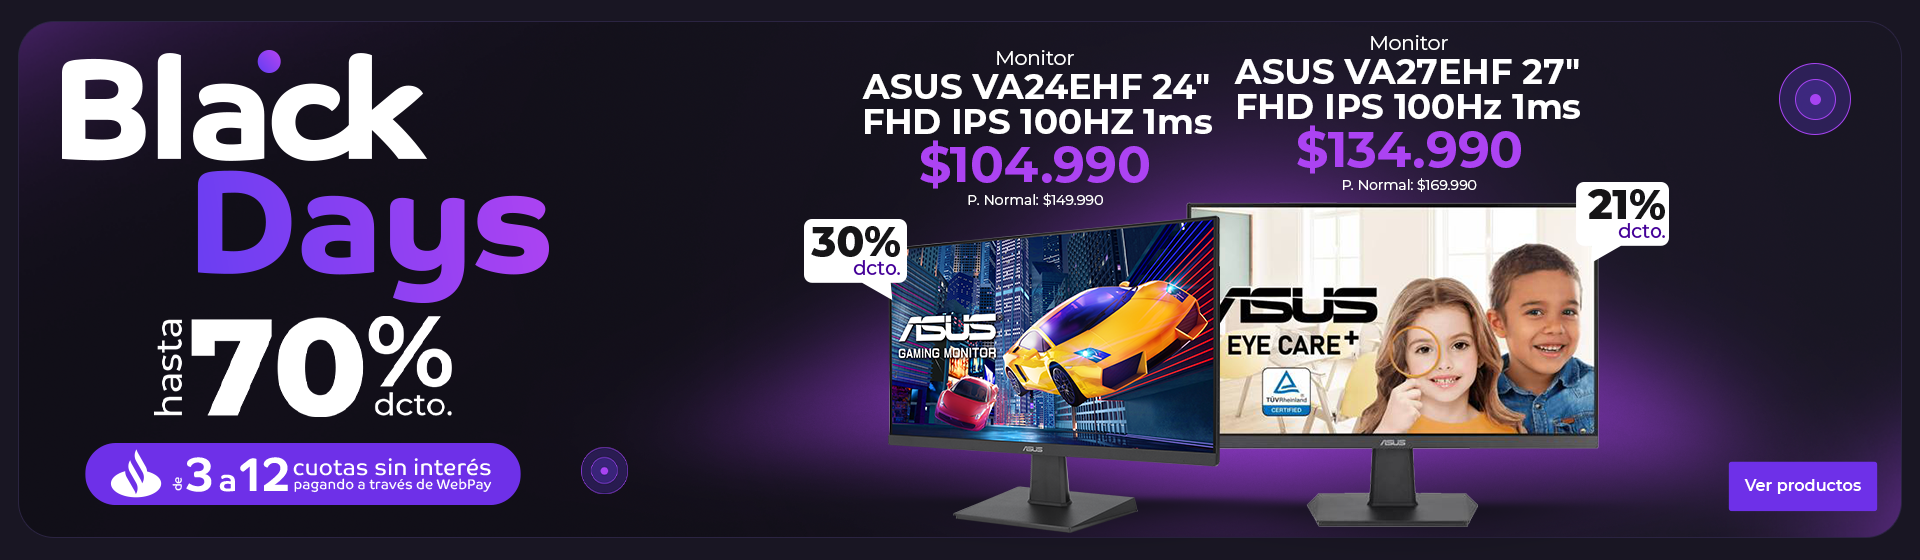 Black
Days
hasta
70%
dcto.
de 3 a 12 cuotas sin interés
pagando a través de WebPay
Monitor
ASUS VA24EHF 24"
FHD IPS 100HZ 1ms
$104.990
P. Normal: $149.990
30%
dcto.
ASUS
GAMING MONITOR
ASUS
Monitor
ASUS VA27EHF 27"
FHD IPS 100Hz 1ms
$134.990
P. Normal: $169.990
21%
dcto.
ASUS
EYE CARE+
TÜVRheinland
CERTIFIED
ASUS
Ver productos